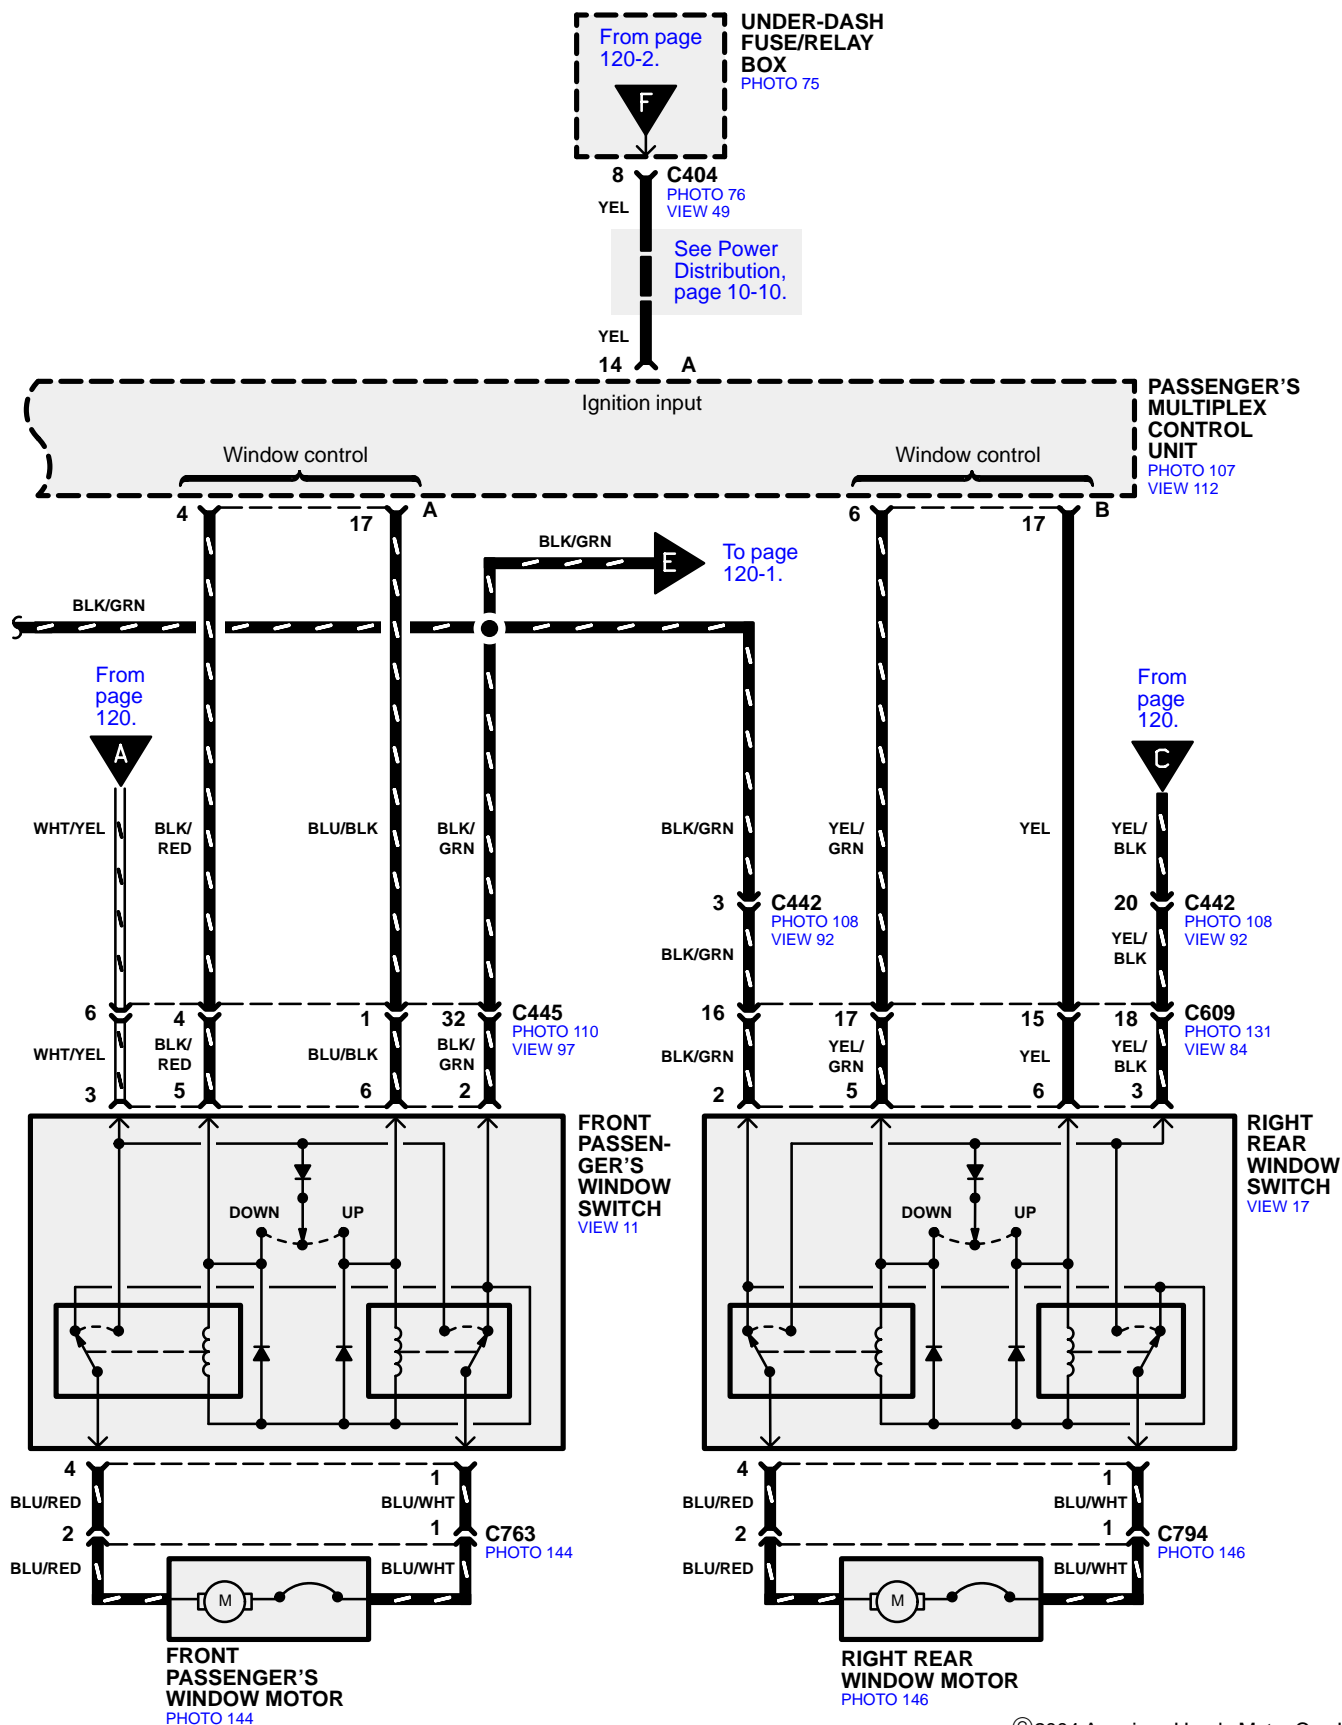 From page
120-2.
F
UNDER-DASH
FUSE/RELAY
BOX
PHOTO 75
8
C404
PHOTO 76
VIEW 49
YEL
See Power
Distribution,
page 10-10.
YEL
14
A
Ignition input
Window control
Window control
PASSENGER'S
MULTIPLEX
CONTROL
UNIT
PHOTO 107
VIEW 112
4
17
A
6
17
B
BLK/GRN
E
To page
120-1.
BLK/GRN
From
page
120.
A
From
page
120.
C
WHT/YEL
BLK/
RED
BLU/BLK
BLK/
GRN
BLK/GRN
YEL/
GRN
YEL
YEL/
BLK
3
C442
PHOTO 108
VIEW 92
20
C442
PHOTO 108
VIEW 92
BLK/GRN
YEL/
BLK
6
4
1
32
C445
PHOTO 110
VIEW 97
16
17
15
18
C609
PHOTO 131
VIEW 84
WHT/YEL
BLK/
RED
BLU/BLK
BLK/
GRN
BLK/GRN
YEL/
GRN
YEL
YEL/
BLK
3
5
6
2
2
5
6
3
FRONT
PASSEN-
GER'S
WINDOW
SWITCH
VIEW 11
RIGHT
REAR
WINDOW
SWITCH
VIEW 17
DOWN
UP
DOWN
UP
4
1
4
1
BLU/RED
BLU/WHT
BLU/RED
BLU/WHT
2
1
C763
PHOTO 144
2
1
C794
PHOTO 146
BLU/RED
BLU/WHT
BLU/RED
BLU/WHT
M
M
FRONT
PASSENGER'S
WINDOW MOTOR
PHOTO 144
RIGHT REAR
WINDOW MOTOR
PHOTO 146